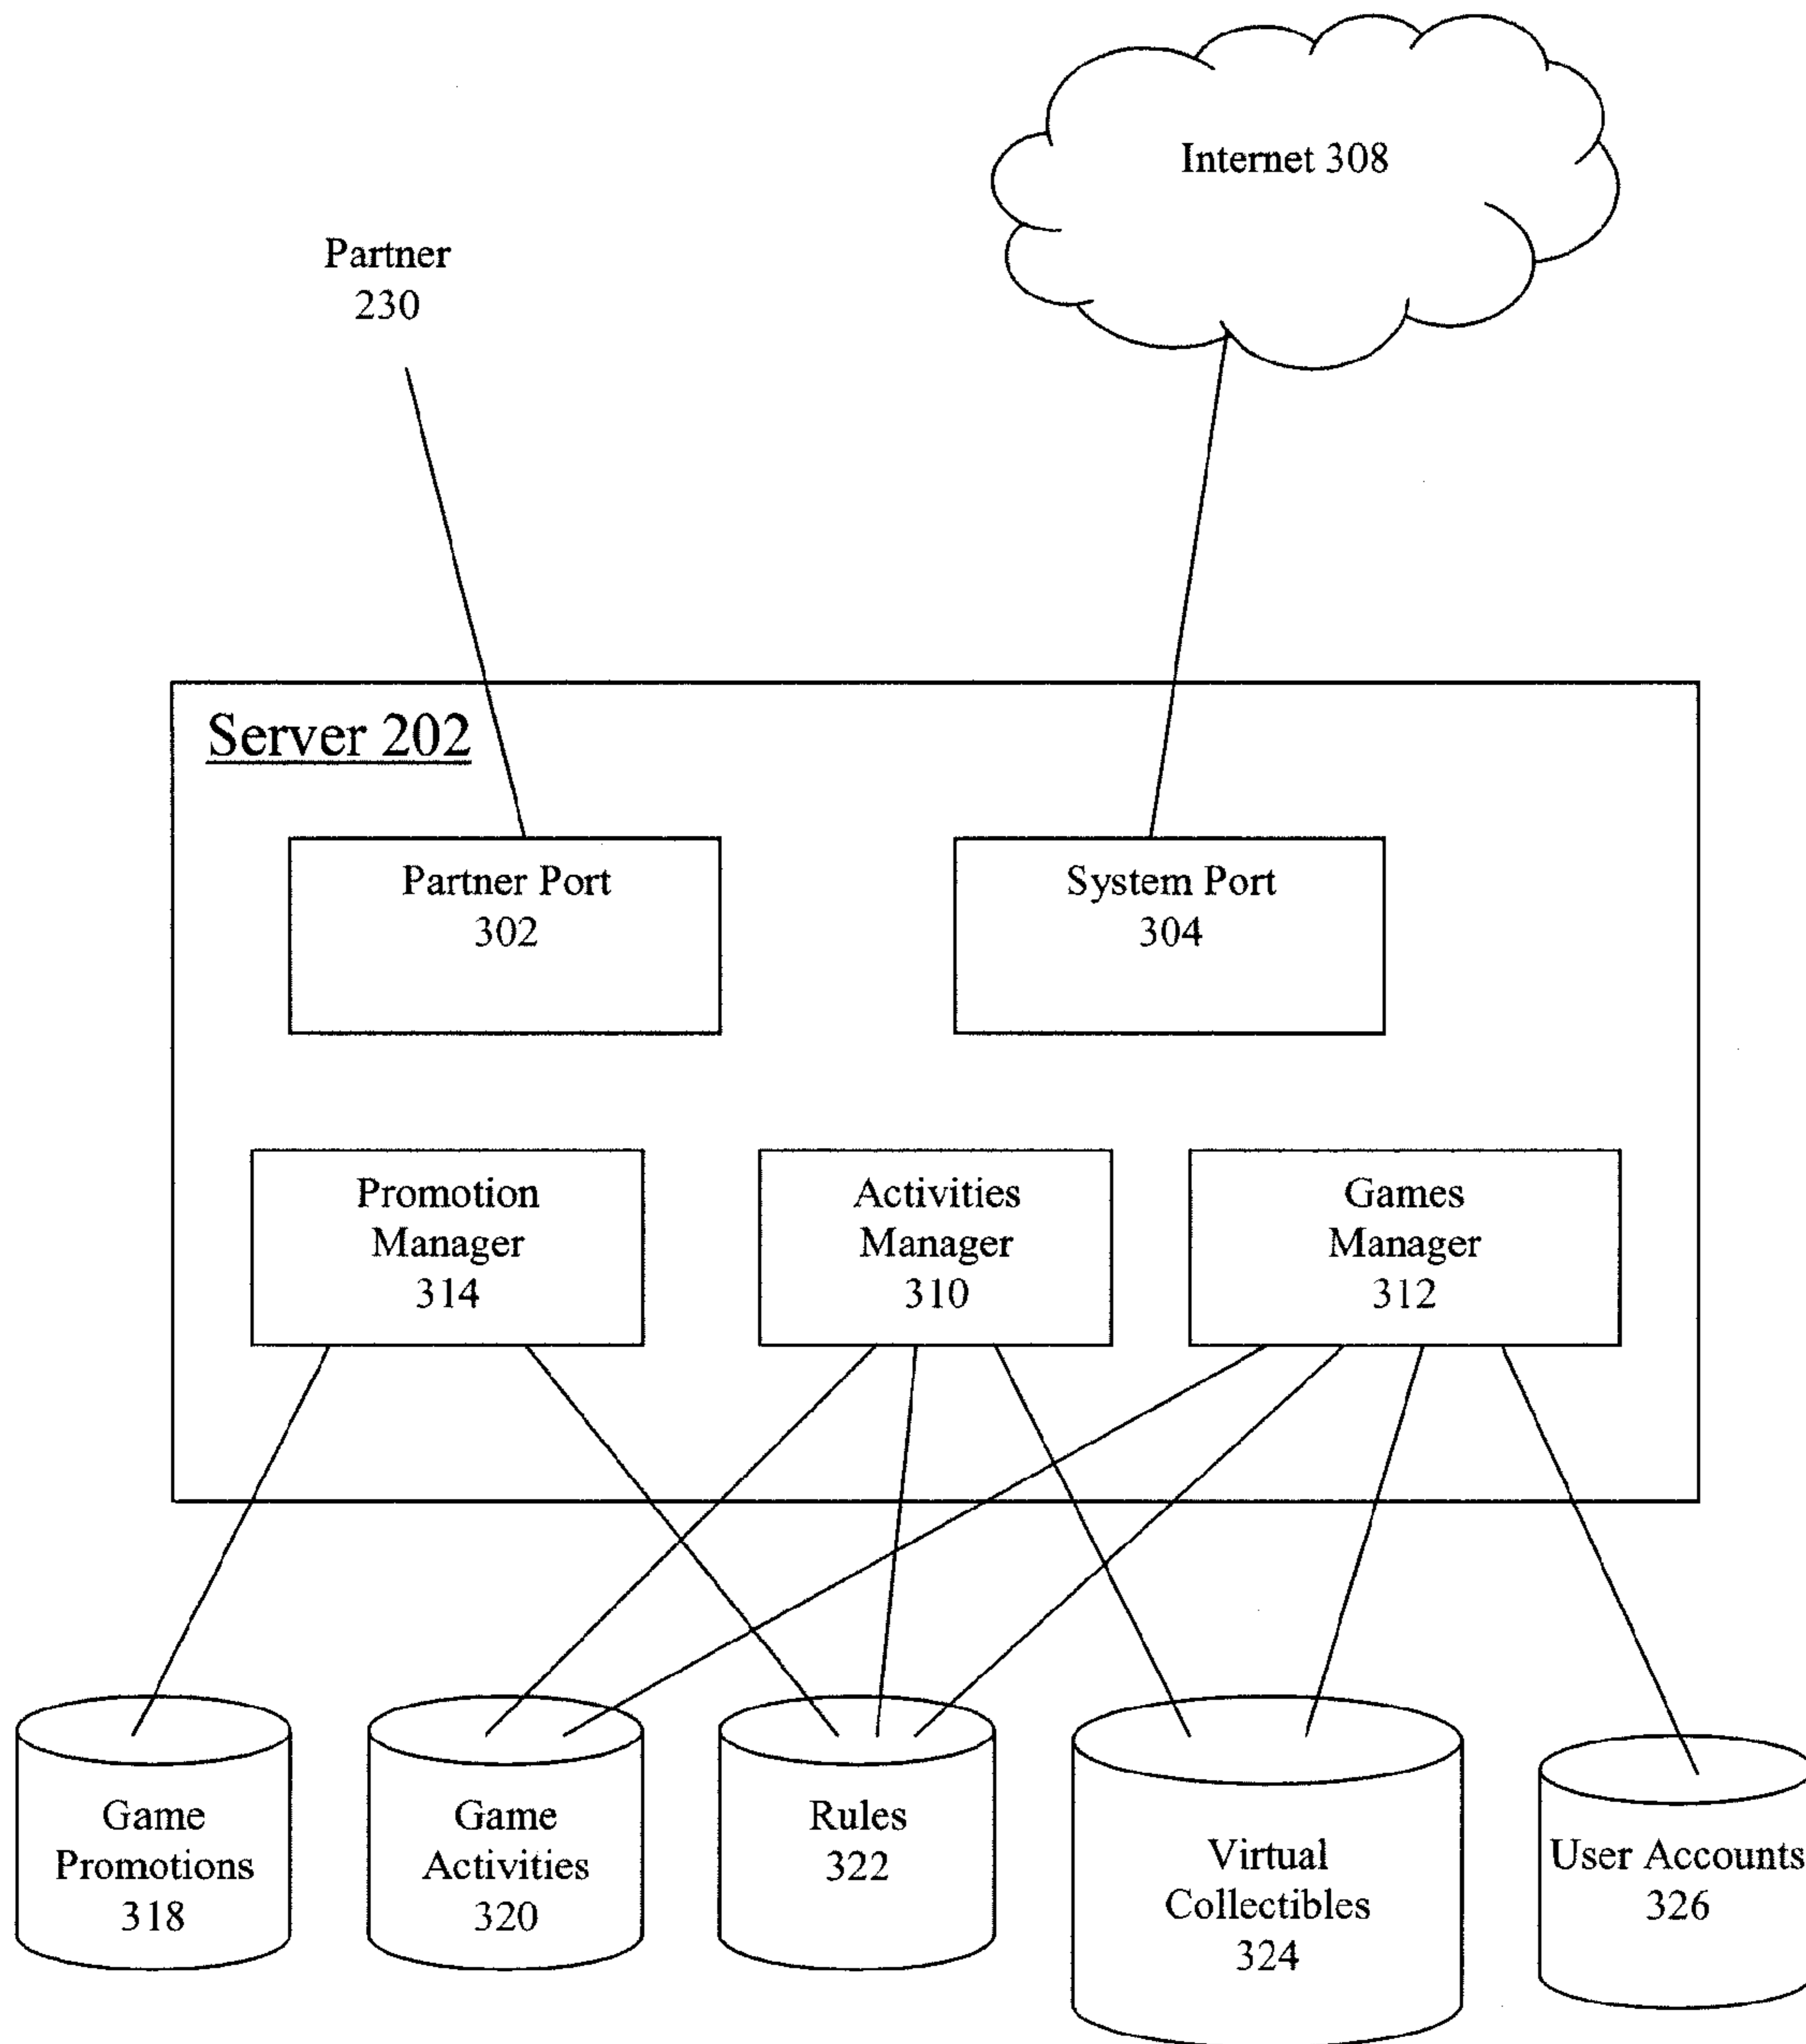 Internet 308
Partner
230
Server 202
Partner Port
302
System Port
304
Promotion
Manager
314
Activities
Manager
310
Games
Manager
312
Game
Promotions
318
Game
Activities
320
Rules
322
Virtual
Collectibles
324
User Accounts
326